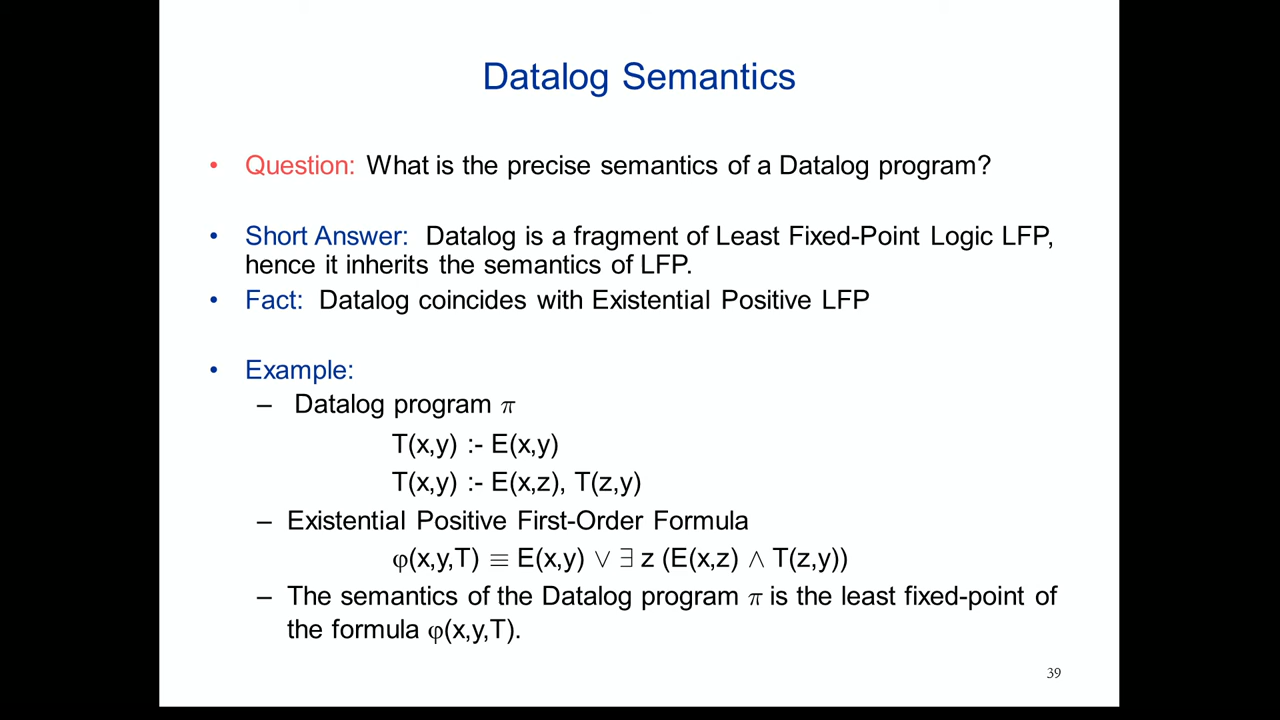 Datalog Semantics
• Question: What is the precise semantics of a Datalog program?
• Short Answer: Datalog is a fragment of Least Fixed-Point Logic LFP,
hence it inherits the semantics of LFP.
• Fact: Datalog coincides with Existential Positive LFP
• Example:
– Datalog program π
T(x,y) :- E(x,y)
T(x,y) :- E(x,z), T(z,y)
– Existential Positive First-Order Formula
φ(x,y,T) ≡ E(x,y) ∨ ∃ z (E(x,z) ∧ T(z,y))
– The semantics of the Datalog program π is the least fixed-point of
the formula φ(x,y,T).
39